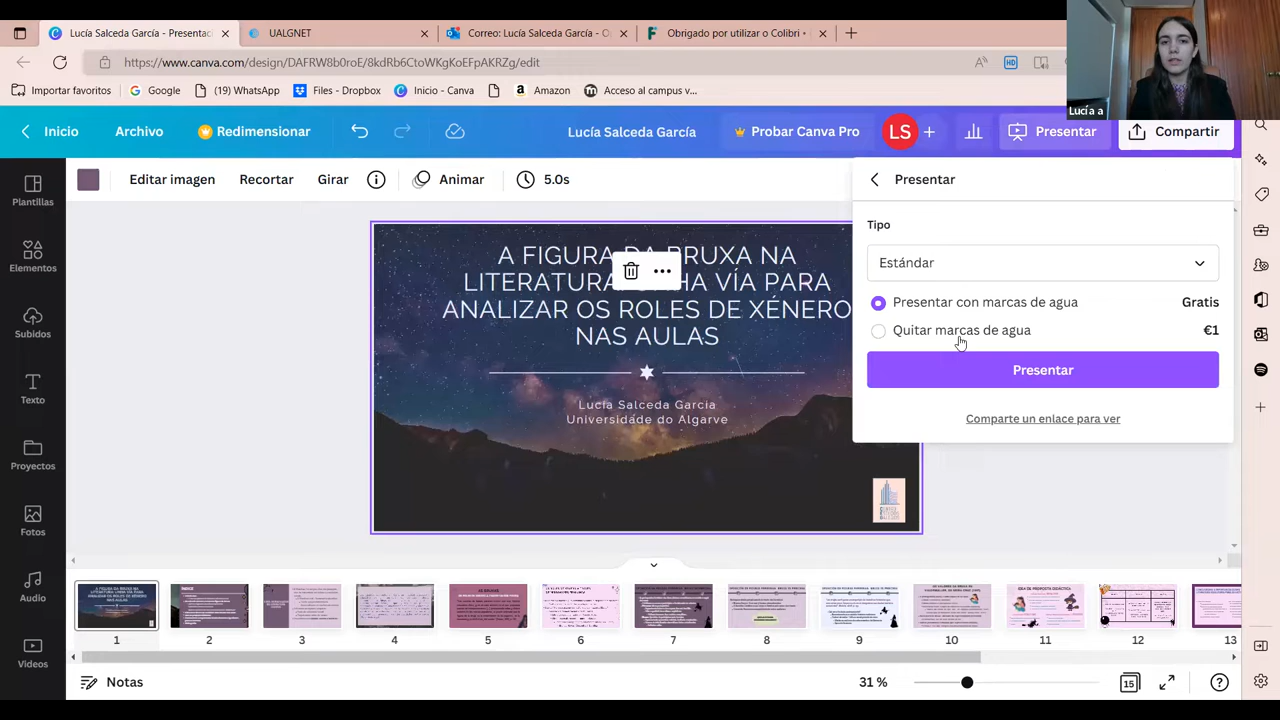 Lucía Salceda García - Presentac
UALGNET
Correo: Lucía Salceda García - O
Obrigado por utilizar o Colibri -
https://www.canva.com/design/DAFRW8b0roE/8kdRb6CtoWKgKoEFpAKRZg/edit
Importar favoritos
Google
(19) WhatsApp
Files - Dropbox
Inicio - Canva
Amazon
Acceso al campus v...
Lucía a
Inicio
Archivo
Redimensionar
Lucía Salceda García
Probar Canva Pro
LS
Presentar
Compartir
Editar imagen
Recortar
Girar
Animar
5.0s
Plantillas
Elementos
Subidos
Texto
Proyectos
Fotos
Audio
Videos
Presentar
Tipo
Estándar
Presentar con marcas de agua
Gratis
Quitar marcas de agua
€1
Presentar
Comparte un enlace para ver
A FIGURA DA BRUXA NA
LITERATURA: UNHA VÍA PARA
ANALIZAR OS ROLES DE XÉNERO
NAS AULAS
Lucía Salceda García
Universidade do Algarve
1
2
3
4
5
6
7
8
9
10
11
12
13
Notas
31 %
15